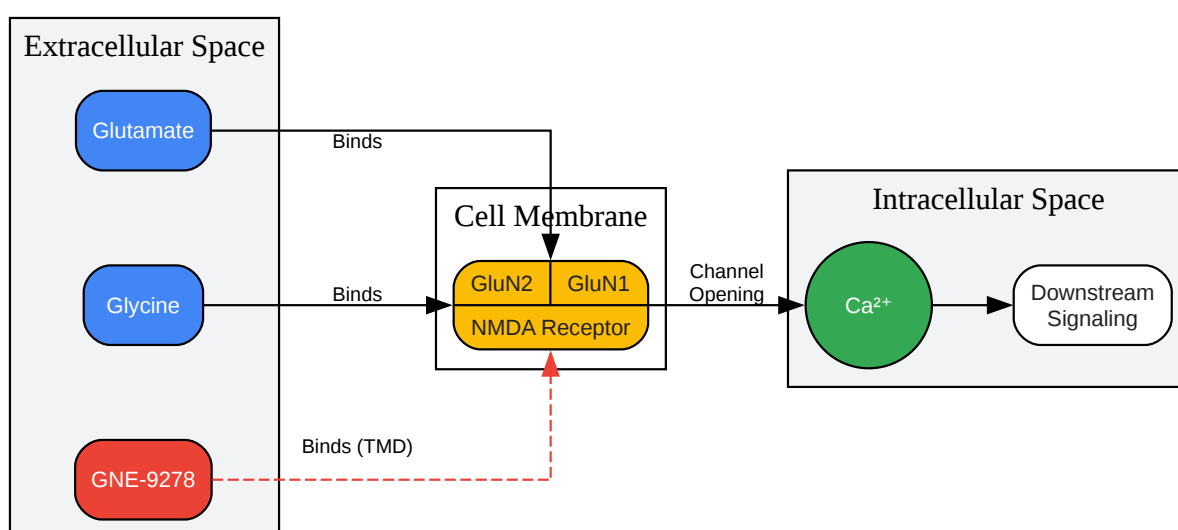 Extracellular Space
Glutamate
Binds
Glycine
Binds
GNE-9278
Binds (TMD)
Cell Membrane
GluN2
GluN1
NMDA Receptor
Channel
Opening
Intracellular Space
Ca²⁺
Downstream
Signaling